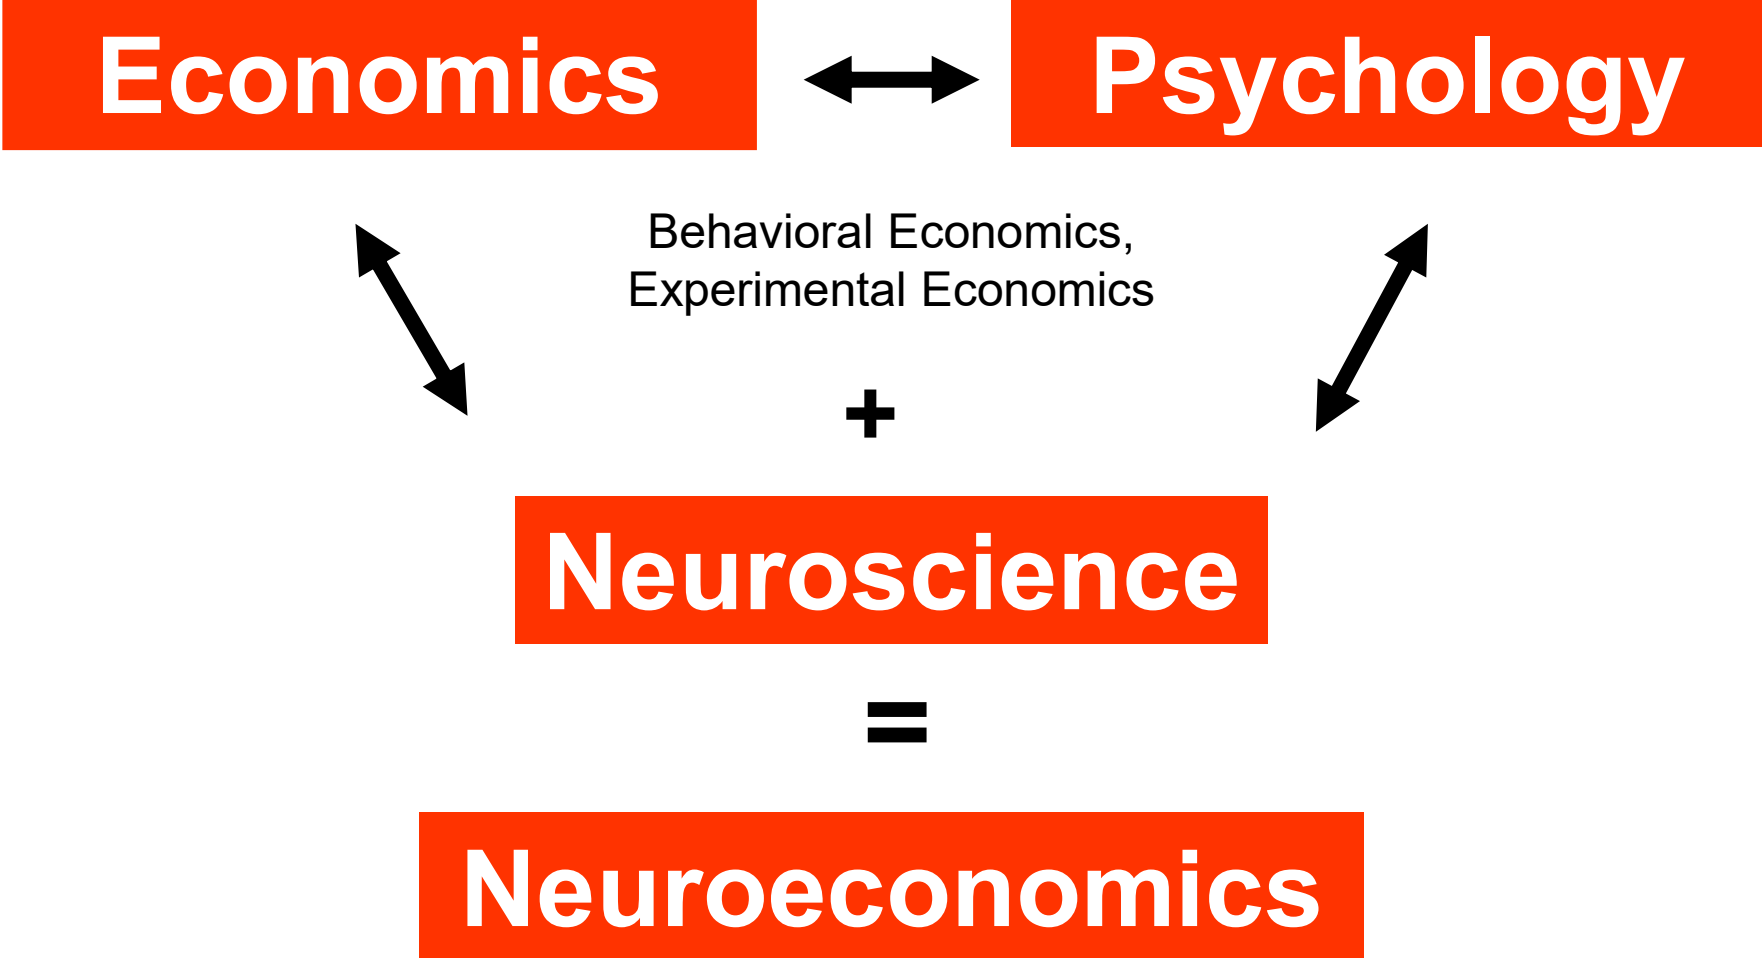 Economics
Psychology
Behavioral Economics,
Experimental Economics
+
Neuroscience
=
Neuroeconomics